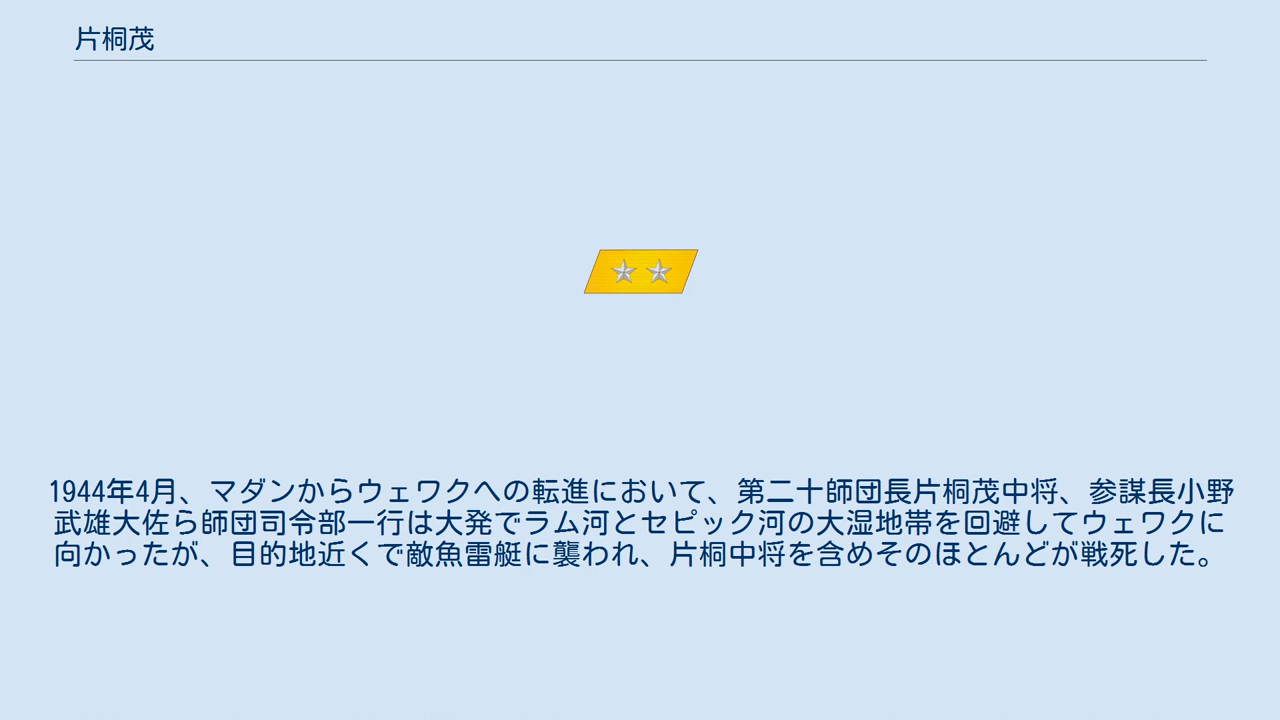 片桐茂
1944年4月、マダンからウェワクへの転進において、第二十師団長片桐茂中将、参謀長小野
武雄大佐ら師団司令部一行は大発でラム河とセピック河の大湿地帯を回避してウェワクに
向かったが、目的地近くで敵魚雷艇に襲われ、片桐中将を含めそのほとんどが戦死した。